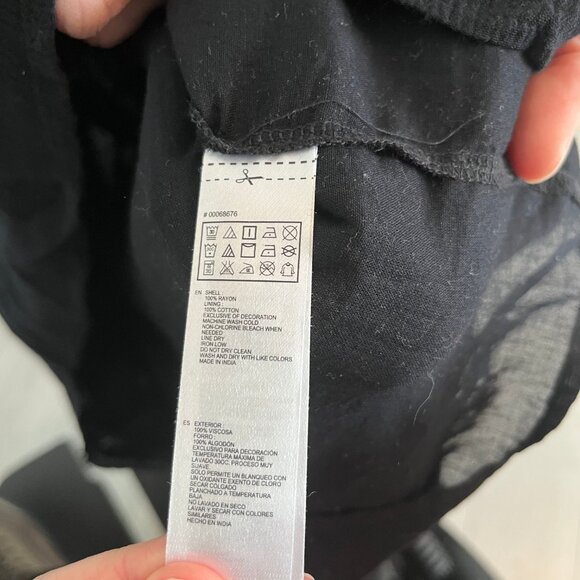 # 00068676
EN SHELL :
100% RAYON
LINING :
100% COTTON
EXCLUSIVE OF DECORATION
MACHINE WASH COLD
NON-CHLORINE BLEACH WHEN
NEEDED
LINE DRY
IRON LOW
DO NOT DRY CLEAN
WASH AND DRY WITH LIKE COLORS
MADE IN INDIA
ES EXTERIOR
100% VISCOSA
FORRO :
100% ALGODÓN
EXCLUSIVO PARA DECORACIÓN
TEMPERATURA MÁXIMA DE
LAVADO 30OC. PROCESO MUY
SUAVE
SOLO PERMITE UN BLANQUEO CON
UN OXIDANTE EXENTO DE CLORO
SECAR COLGADO
PLANCHADO A TEMPERATURA
BAJA
NO LAVADO EN SECO
LAVAR Y SECAR CON COLORES
SIMILARES
HECHO EN INDIA